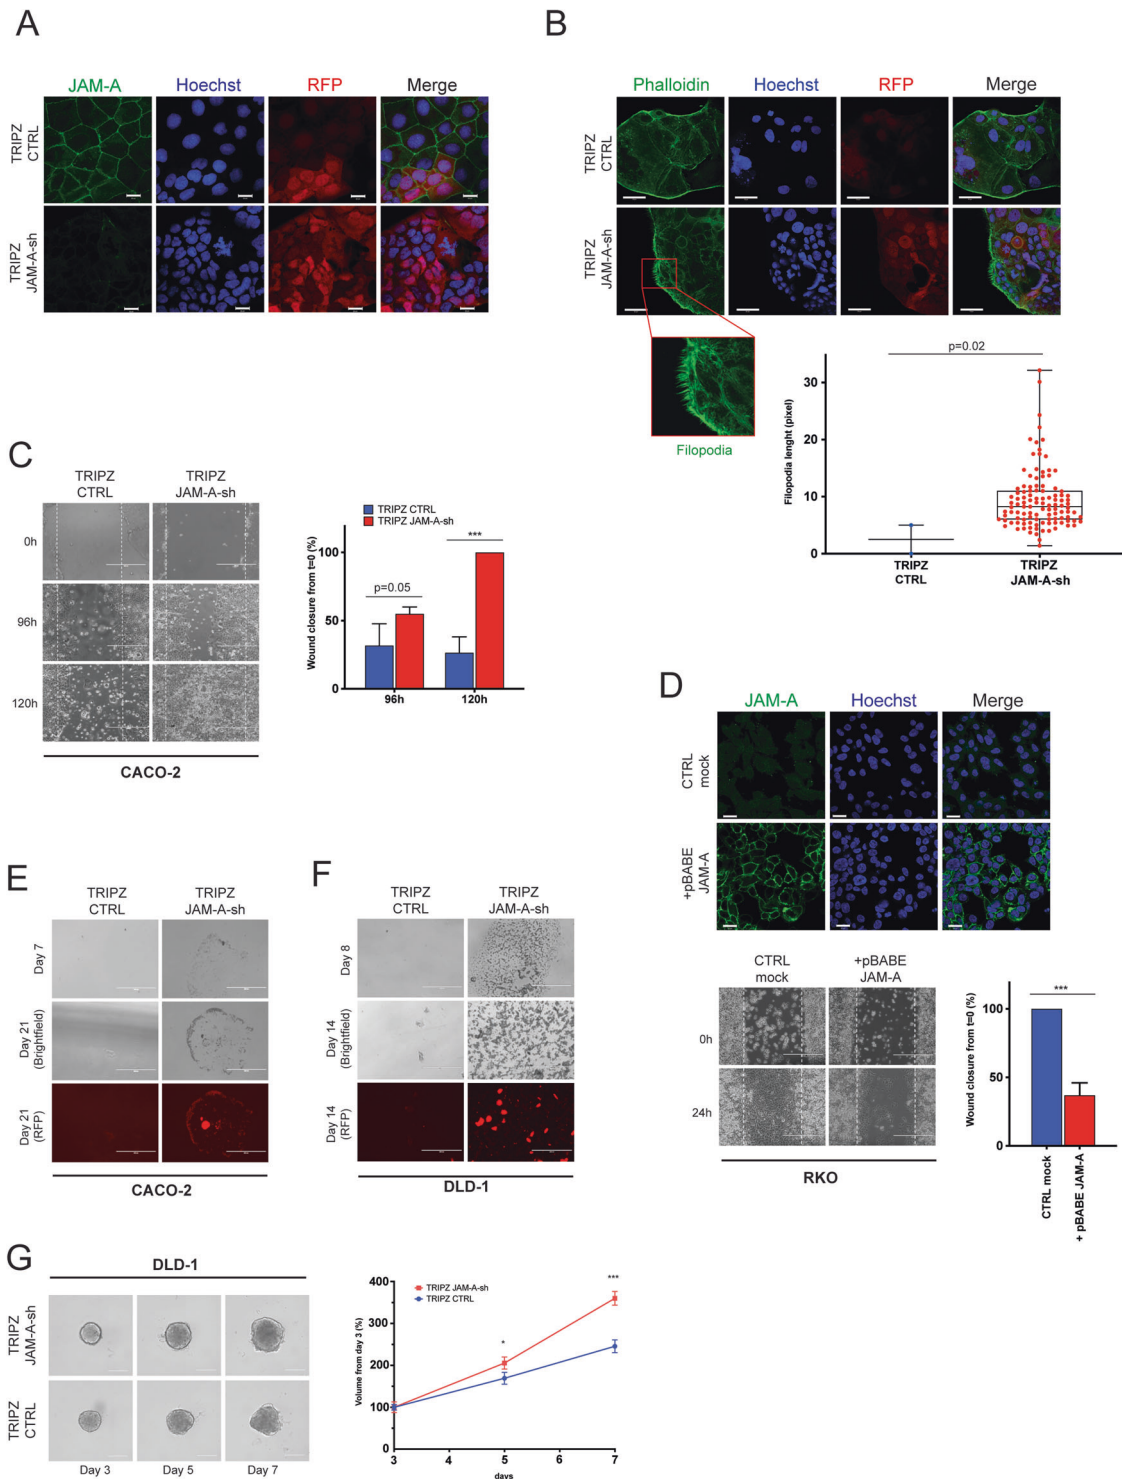 A
JAM-A
Hoechst
RFP
Merge
TRIPZ
CTRL
TRIPZ
JAM-A-sh
B
Phalloidin
Hoechst
RFP
Merge
TRIPZ
CTRL
TRIPZ
JAM-A-sh
Filopodia
p=0.02
Filopodia lenght (pixel)
30
20
10
0
TRIPZ
CTRL
TRIPZ
JAM-A-sh
C
TRIPZ
CTRL
TRIPZ
JAM-A-sh
0h
96h
120h
CACO-2
TRIPZ CTRL
TRIPZ JAM-A-sh
Wound closure from t=0 (%)
100
50
0
p=0.05
***
96h
120h
D
JAM-A
Hoechst
Merge
CTRL
mock
+pBABE
JAM-A
CTRL
mock
+pBABE
JAM-A
0h
24h
RKO
Wound closure from t=0 (%)
100
50
0
***
CTRL mock
+ pBABE JAM-A
E
TRIPZ
CTRL
TRIPZ
JAM-A-sh
Day 7
Day 21
(Brightfield)
Day 21
(RFP)
CACO-2
F
TRIPZ
CTRL
TRIPZ
JAM-A-sh
Day 8
Day 14
(Brightfield)
Day 14
(RFP)
DLD-1
G
DLD-1
TRIPZ
JAM-A-sh
TRIPZ
CTRL
Day 3
Day 5
Day 7
TRIPZ JAM-A-sh
TRIPZ CTRL
Volume from day 3 (%)
400
300
200
100
0
*
***
3
4
5
6
7
days